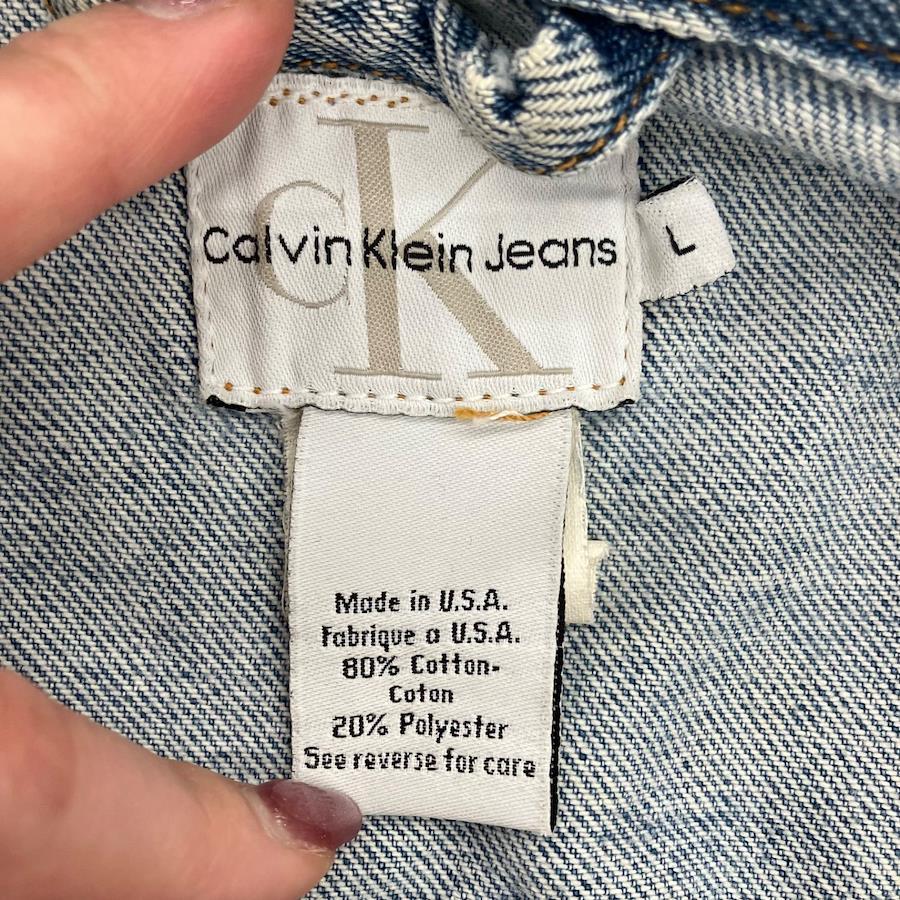 CK
Calvin Klein Jeans
L
Made in U.S.A.
Fabrique a U.S.A.
80% Cotton-
Coton
20% Polyester
See reverse for care